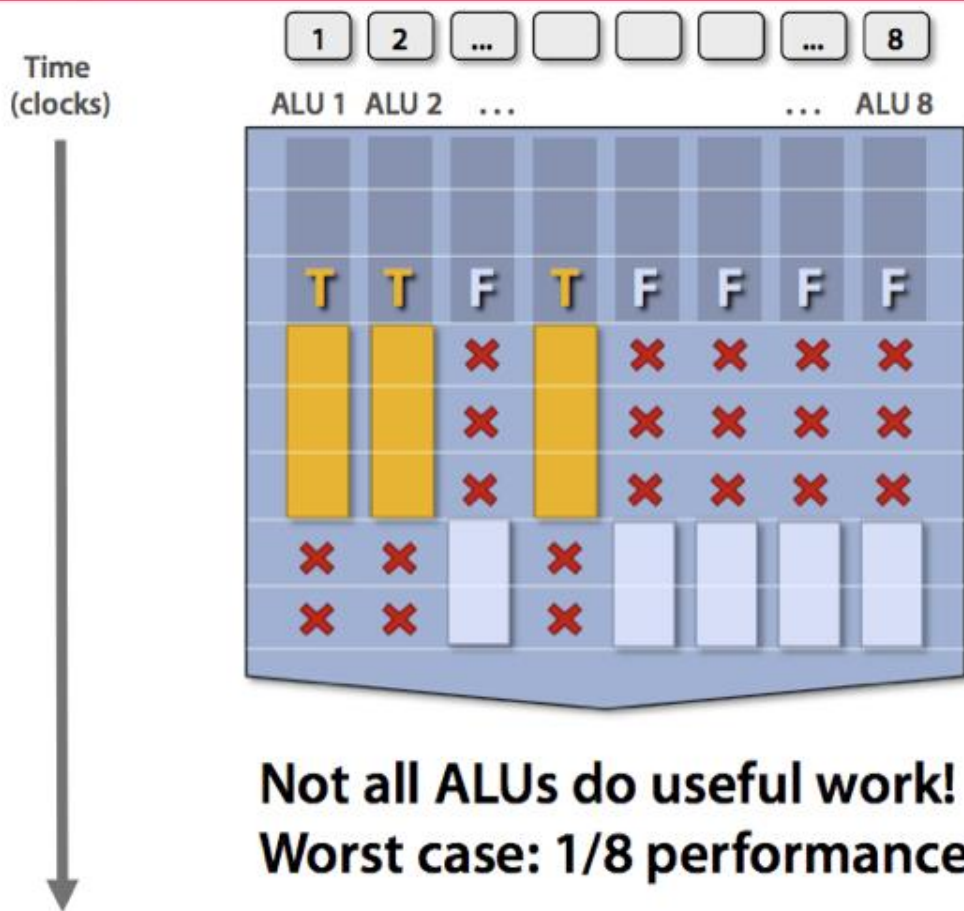 1 2 ... ... 8
Time
(clocks)
ALU 1 ALU 2 ... ... ALU 8
T T F T F F F F
Not all ALUs do useful work!
Worst case: 1/8 performance